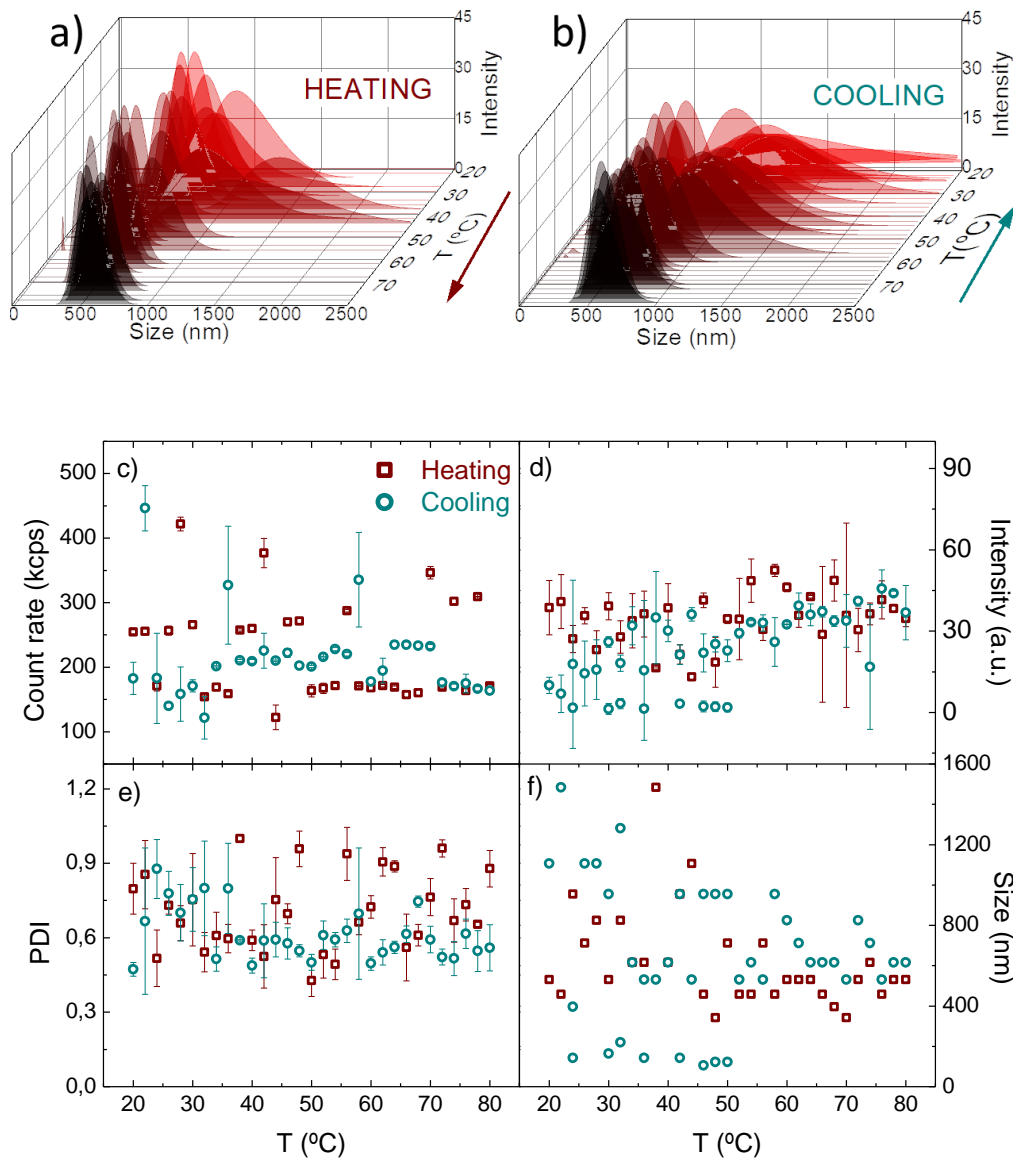 a)
HEATING
45
30
15
0
Intensity
20
30
40
50
60
70
T(ºC)
0
500
1000
1500
2000
2500
Size (nm)
b)
COOLING
45
30
15
0
Intensity
20
30
40
50
60
70
T(ºC)
0
500
1000
1500
2000
2500
Size (nm)
c)
Heating
Cooling
500
400
300
200
100
Count rate (kcps)
d)
90
60
30
0
Intensity (a.u.)
e)
1,2
0,9
0,6
0,3
0,0
PDI
20 30 40 50 60 70 80
T (ºC)
f)
1600
1200
800
400
0
Size (nm)
20 30 40 50 60 70 80
T (ºC)